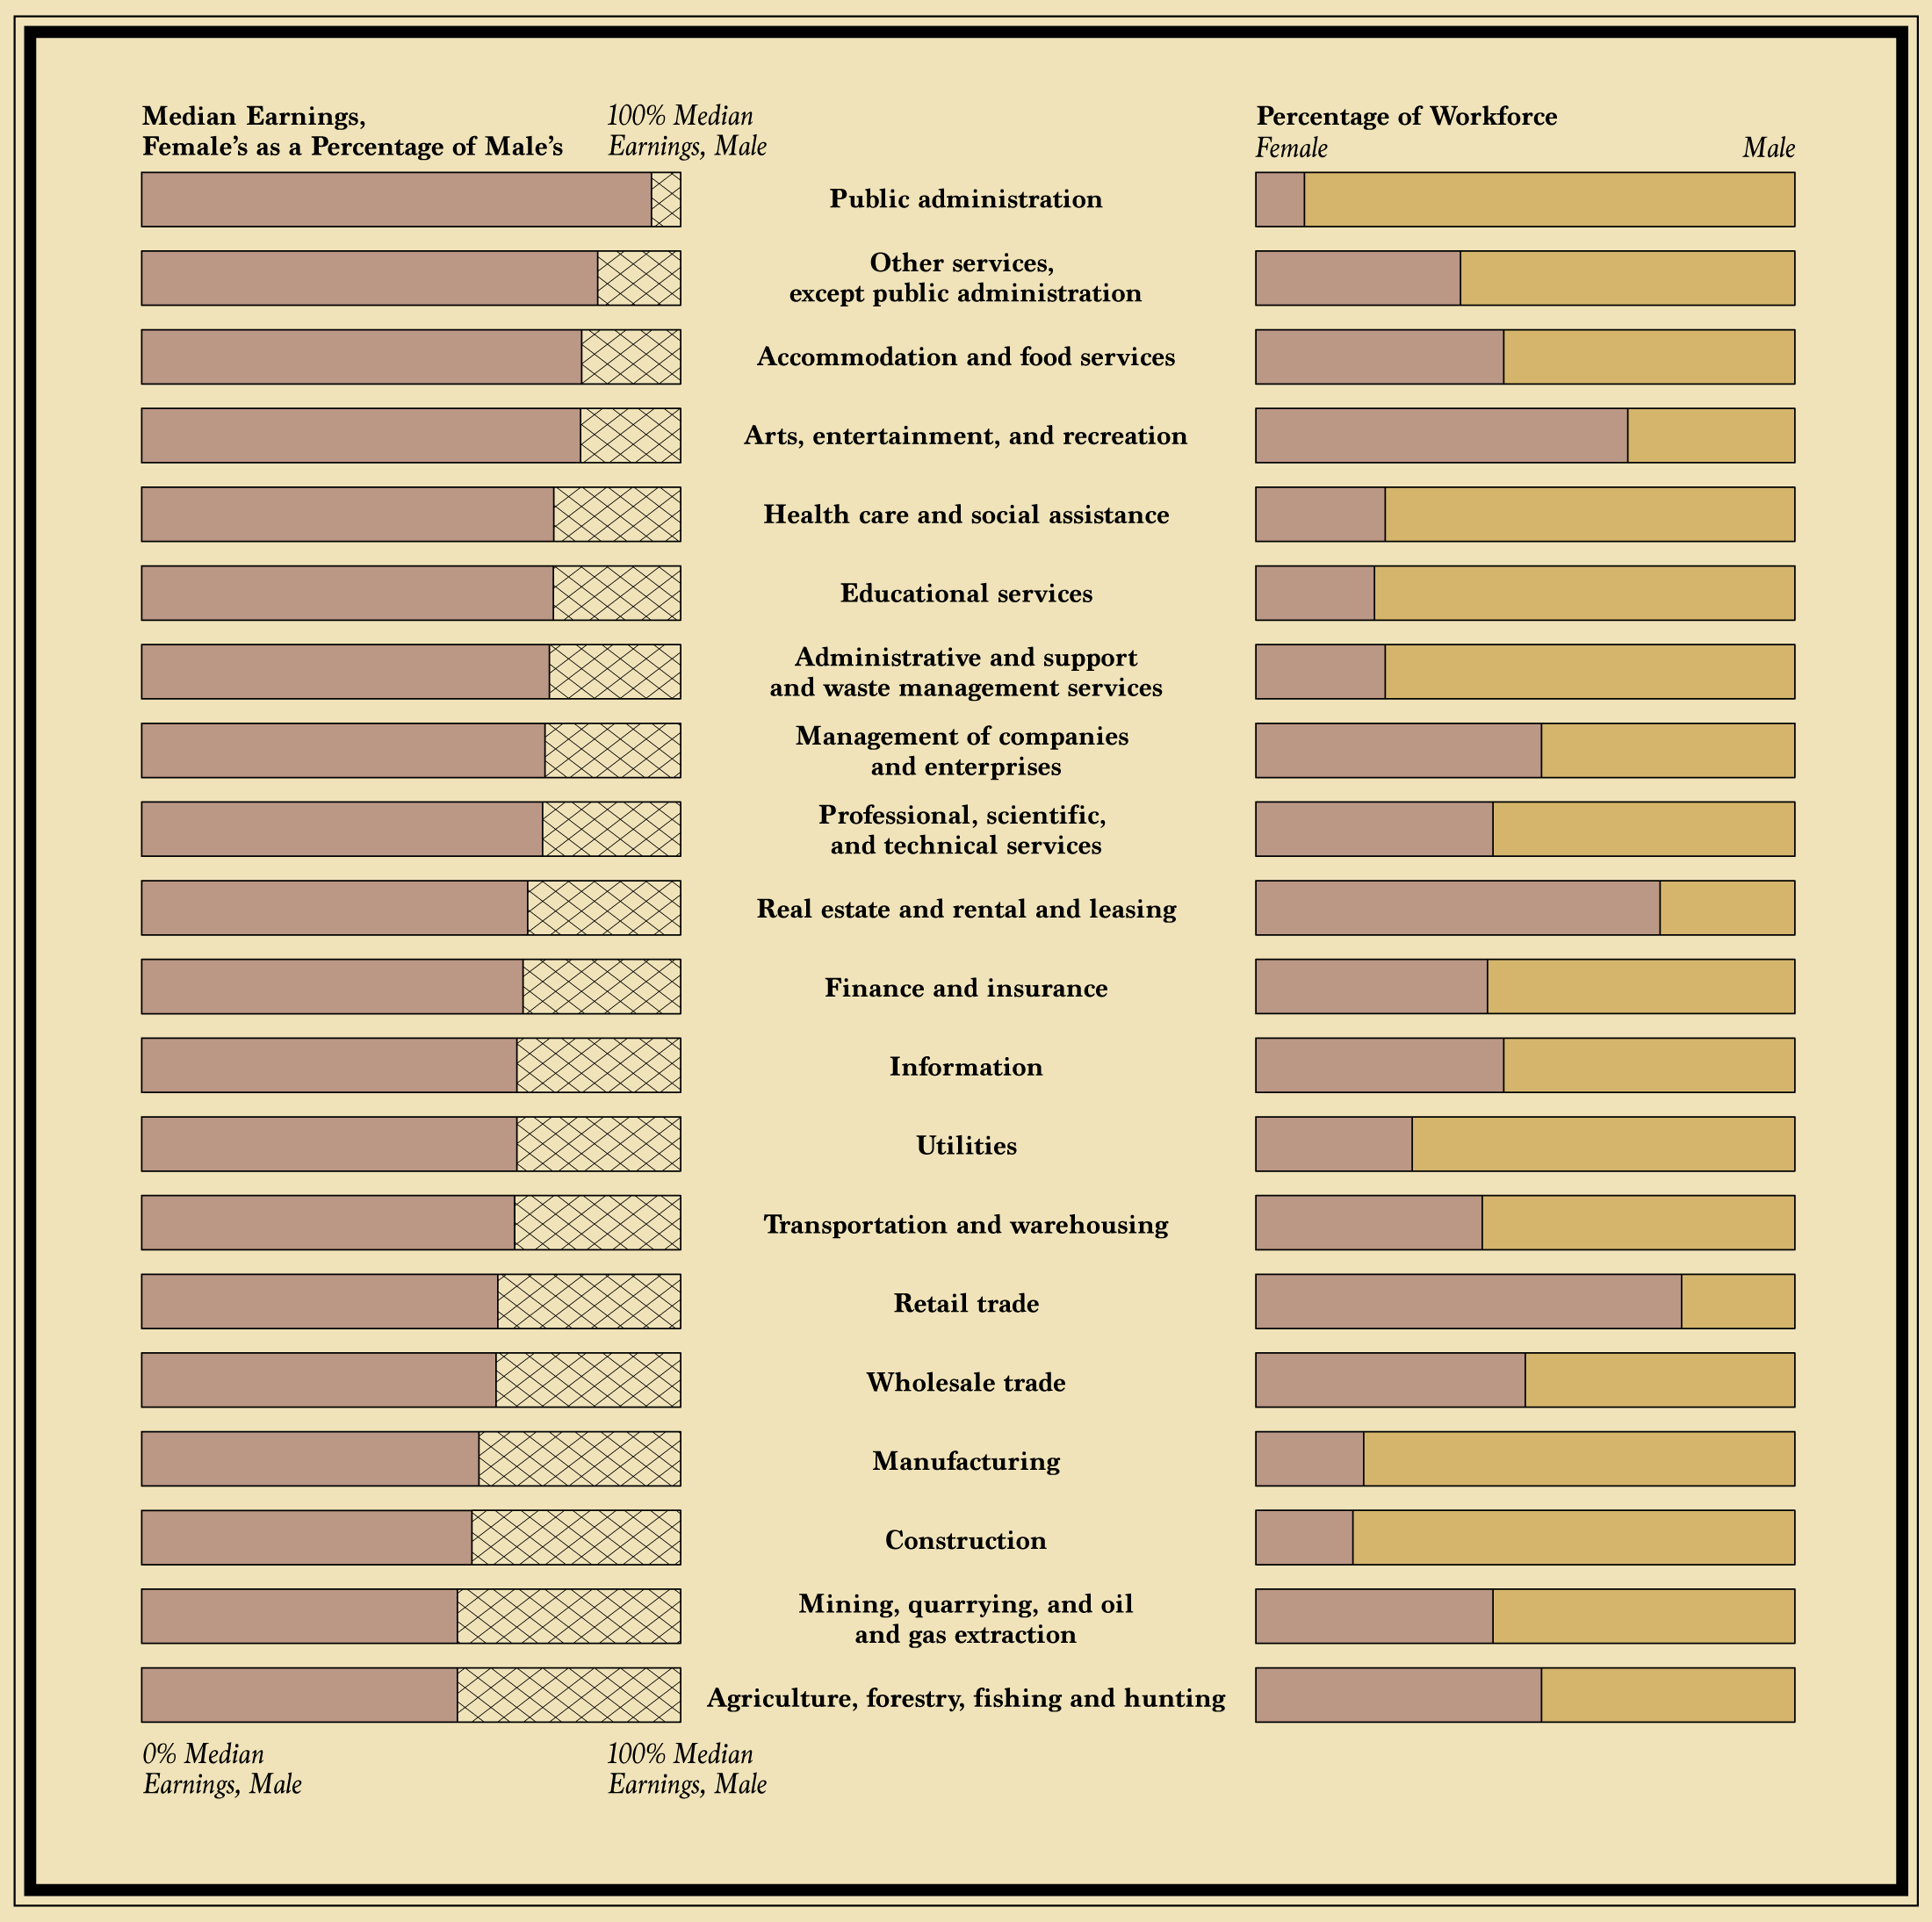 Median Earnings,
Female’s as a Percentage of Male’s
100% Median
Earnings, Male
Percentage of Workforce
Female
Male
Public administration
Other services,
except public administration
Accommodation and food services
Arts, entertainment, and recreation
Health care and social assistance
Educational services
Administrative and support
and waste management services
Management of companies
and enterprises
Professional, scientific,
and technical services
Real estate and rental and leasing
Finance and insurance
Information
Utilities
Transportation and warehousing
Retail trade
Wholesale trade
Manufacturing
Construction
Mining, quarrying, and oil
and gas extraction
Agriculture, forestry, fishing and hunting
0% Median
Earnings, Male
100% Median
Earnings, Male